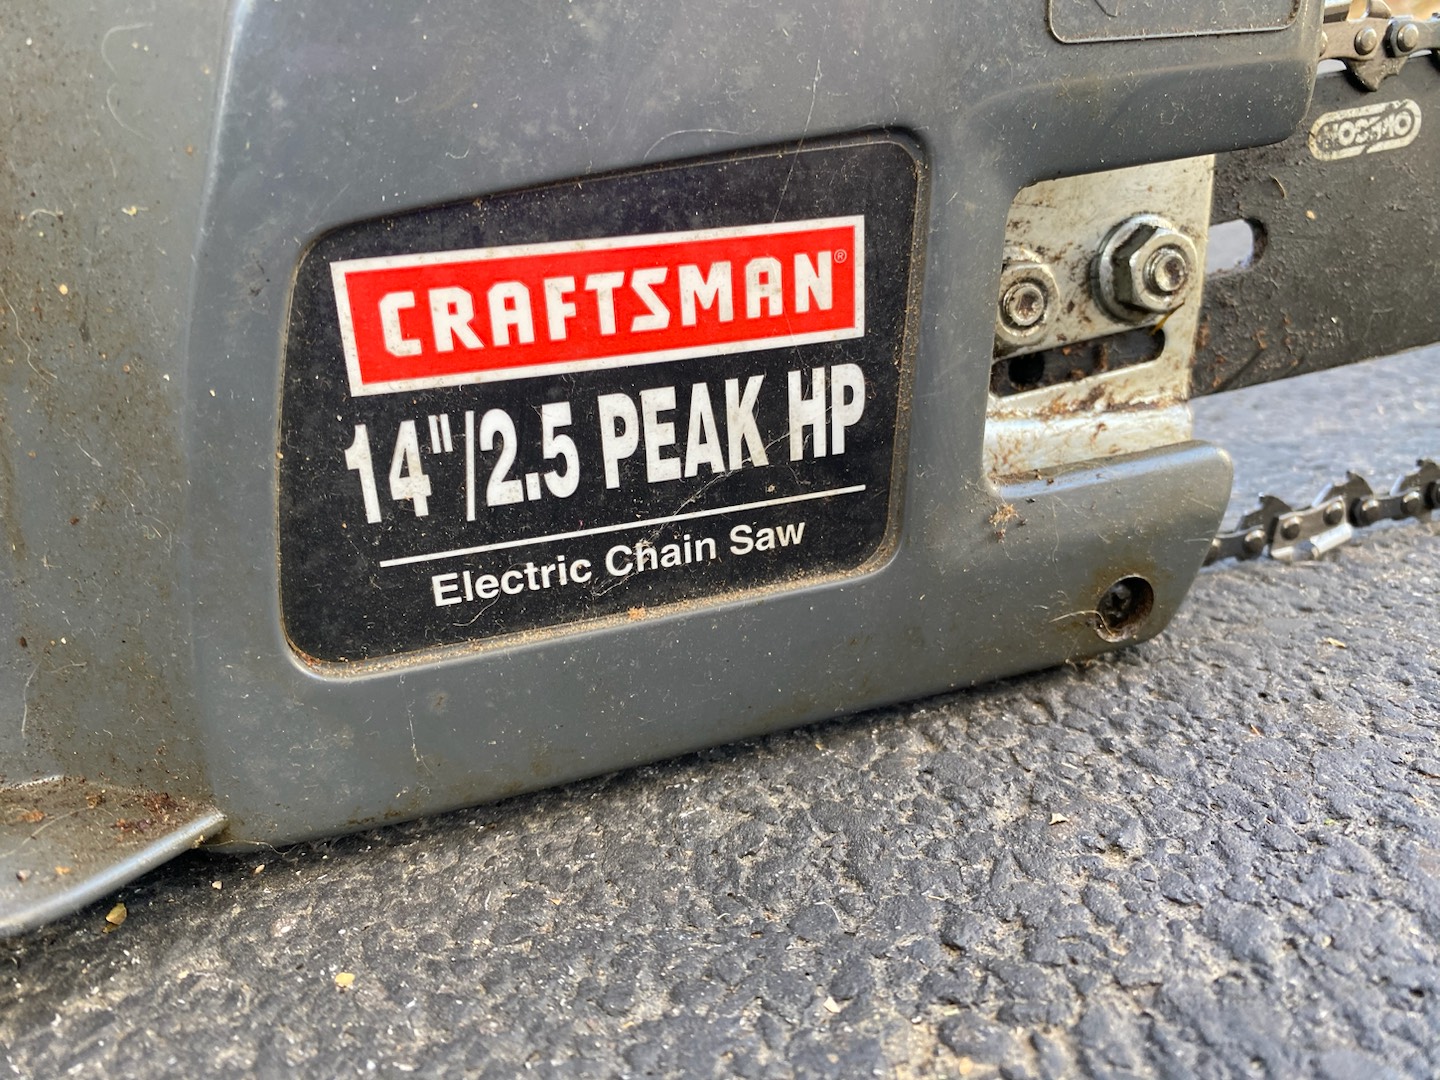 CRAFTSMAN®
14"/2.5 PEAK HP
Electric Chain Saw